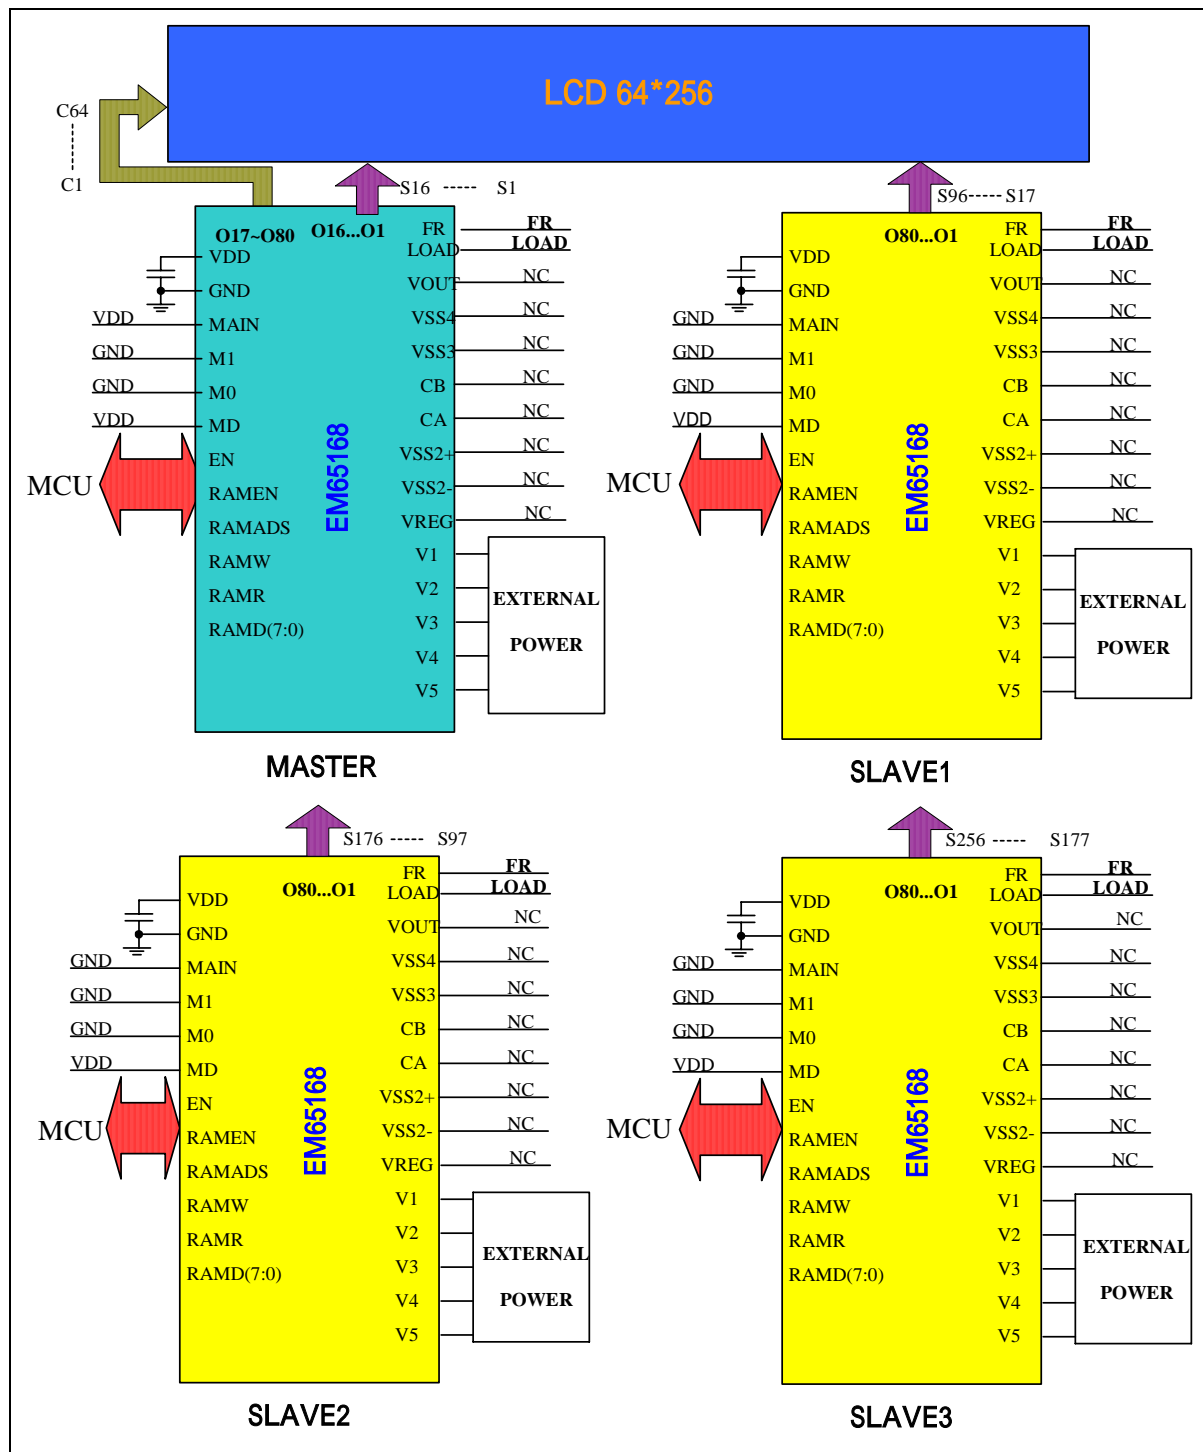 LCD 64*256
C64
C1
S16 ----- S1
S96-----S17
MASTER
O17~O80
O16...O1
VDD
GND
VDD MAIN
GND M1
GND M0
VDD MD
EN
RAMEN
RAMADS
RAMW
RAMR
RAMD(7:0)
MCU
EM65168
FR FR
LOAD LOAD
VOUT NC
VSS4 NC
VSS3 NC
CB NC
CA NC
VSS2+ NC
VSS2- NC
VREG NC
V1
V2
V3
V4
V5
EXTERNAL
POWER
SLAVE1
O80...O1
VDD
GND
GND MAIN
GND M1
GND M0
VDD MD
EN
RAMEN
RAMADS
RAMW
RAMR
RAMD(7:0)
MCU
EM65168
FR FR
LOAD LOAD
VOUT NC
VSS4 NC
VSS3 NC
CB NC
CA NC
VSS2+ NC
VSS2- NC
VREG NC
V1
V2
V3
V4
V5
EXTERNAL
POWER
S176 ----- S97
O80...O1
VDD
GND
GND MAIN
GND M1
GND M0
VDD MD
EN
RAMEN
RAMADS
RAMW
RAMR
RAMD(7:0)
MCU
EM65168
FR FR
LOAD LOAD
VOUT NC
VSS4 NC
VSS3 NC
CB NC
CA NC
VSS2+ NC
VSS2- NC
VREG NC
V1
V2
V3
V4
V5
EXTERNAL
POWER
SLAVE2
S256 ----- S177
O80...O1
VDD
GND
GND MAIN
GND M1
GND M0
VDD MD
EN
RAMEN
RAMADS
RAMW
RAMR
RAMD(7:0)
MCU
EM65168
FR FR
LOAD LOAD
VOUT NC
VSS4 NC
VSS3 NC
CB NC
CA NC
VSS2+ NC
VSS2- NC
VREG NC
V1
V2
V3
V4
V5
EXTERNAL
POWER
SLAVE3